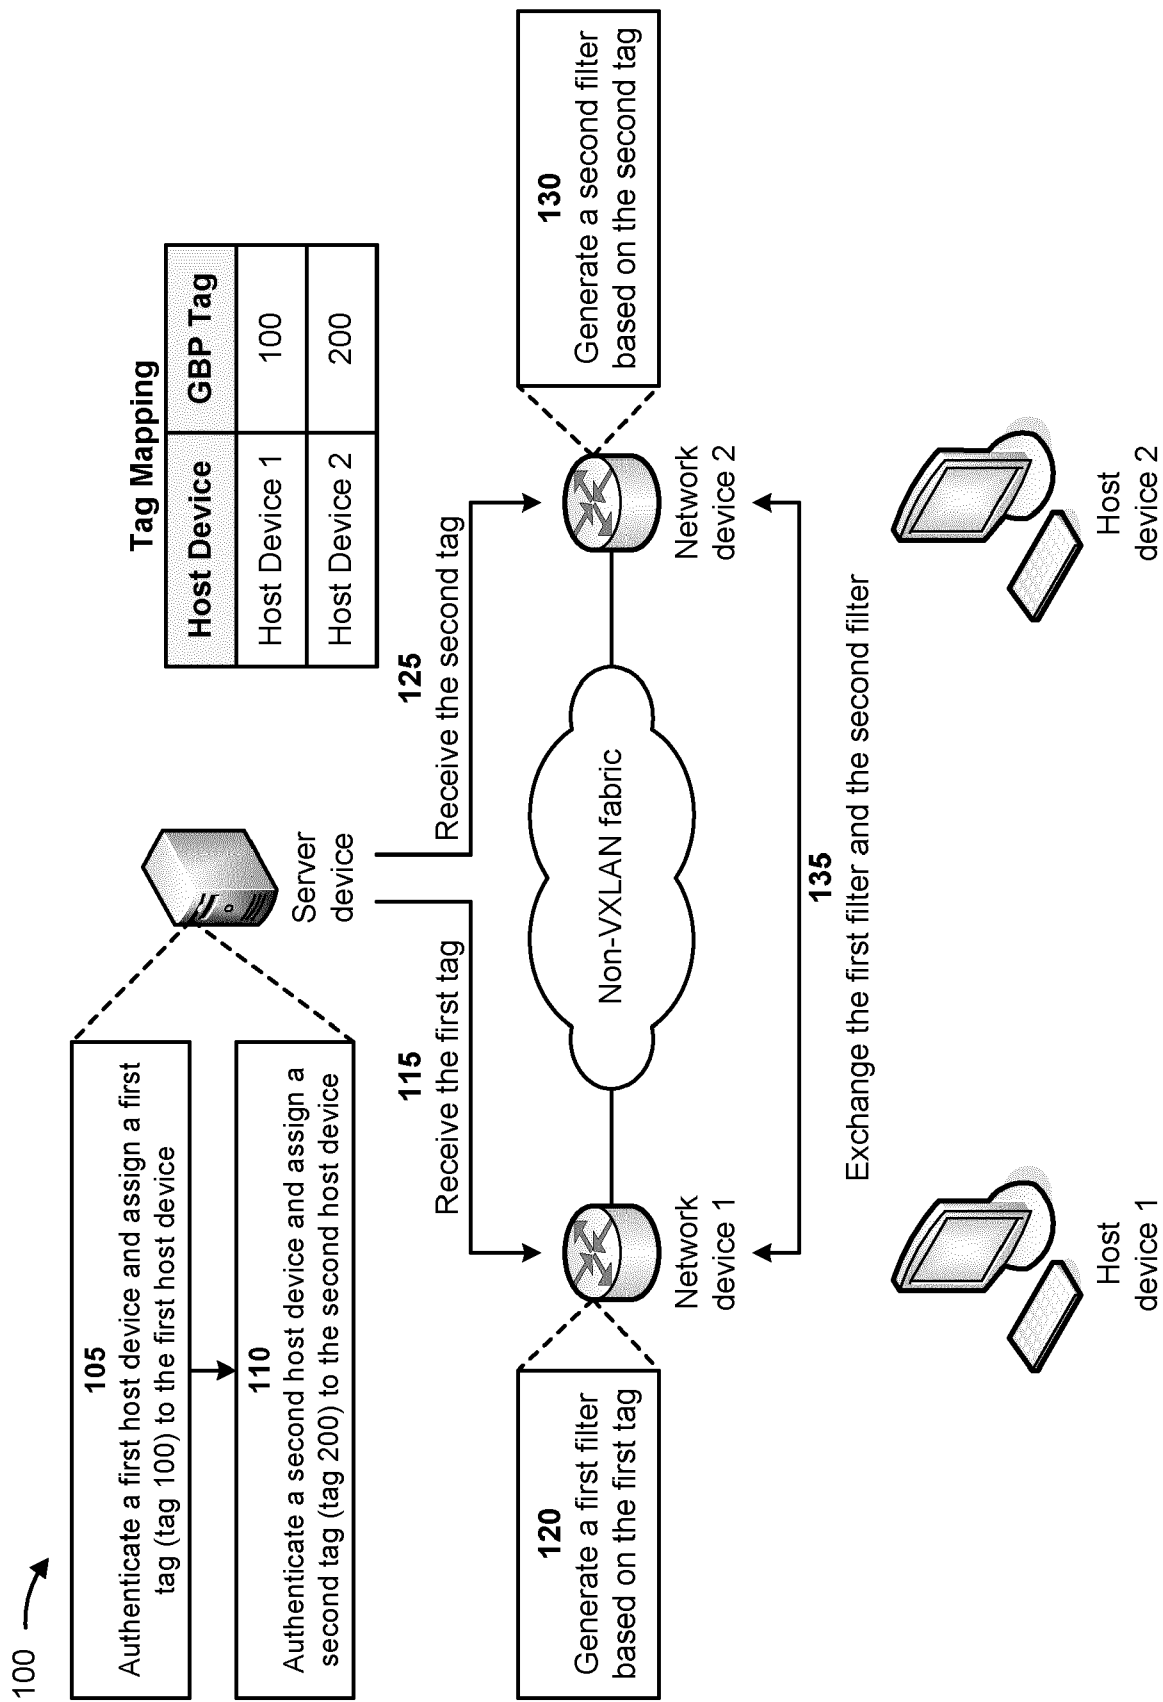 100
105
Authenticate a first host device and assign a first
tag (tag 100) to the first host device
110
Authenticate a second host device and assign a
second tag (tag 200) to the second host device
Server
device
Tag Mapping
Host Device GBP Tag
Host Device 1 100
Host Device 2 200
115
Receive the first tag
125
Receive the second tag
120
Generate a first filter
based on the first tag
Network
device 1
Non-VXLAN fabric
Network
device 2
130
Generate a second filter
based on the second tag
135
Exchange the first filter and the second filter
Host
device 1
Host
device 2